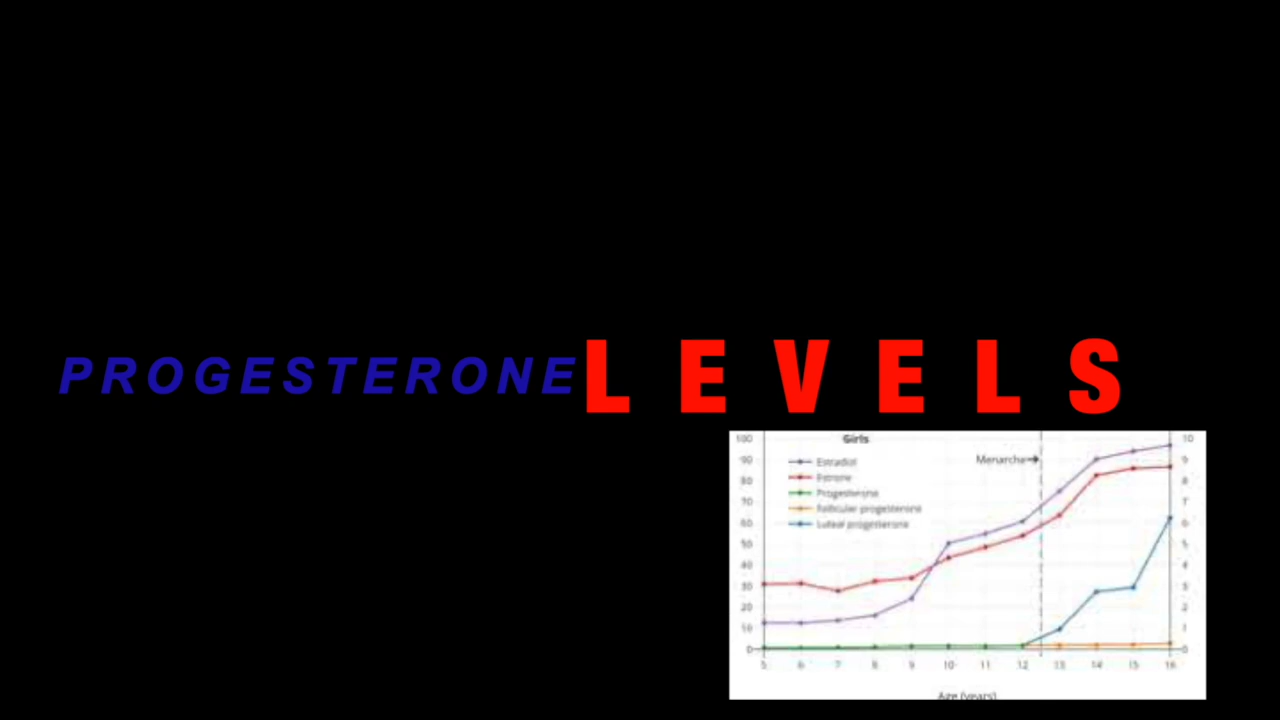 PROGESTERONE LEVELS
Girls
100 10
90 9
80 8
70 7
60 6
50 5
40 4
30 3
20 2
10 1
0 0
Estradiol
Estrone
Progesterone
Follicular progesterone
Luteal progesterone
Menarche
5 6 7 8 9 10 11 12 13 14 15 16
Age (years)